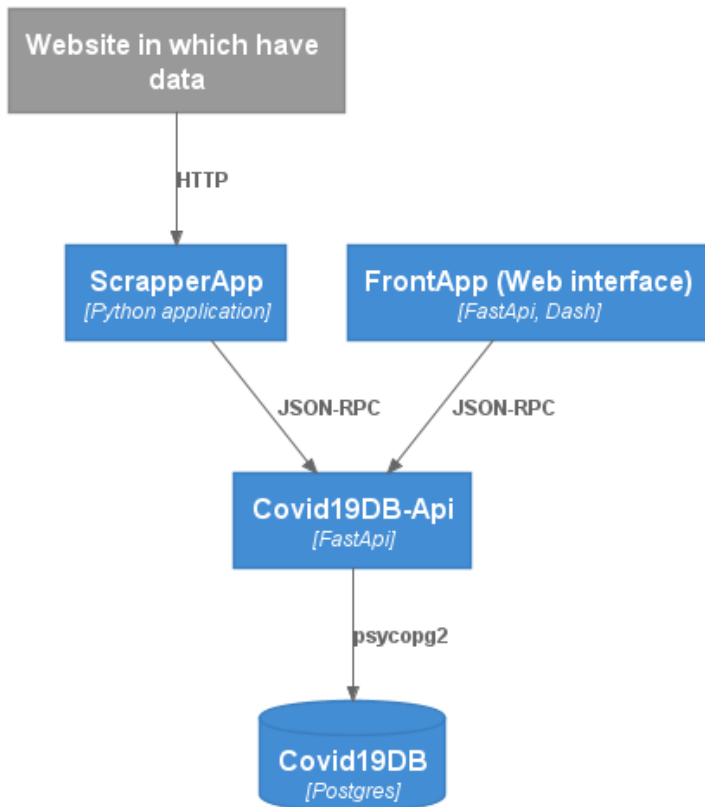 Website in which have
data
HTTP
ScrapperApp
[Python application]
FrontApp (Web interface)
[FastApi, Dash]
JSON-RPC
JSON-RPC
Covid19DB-Api
[FastApi]
psycopg2
Covid19DB
[Postgres]